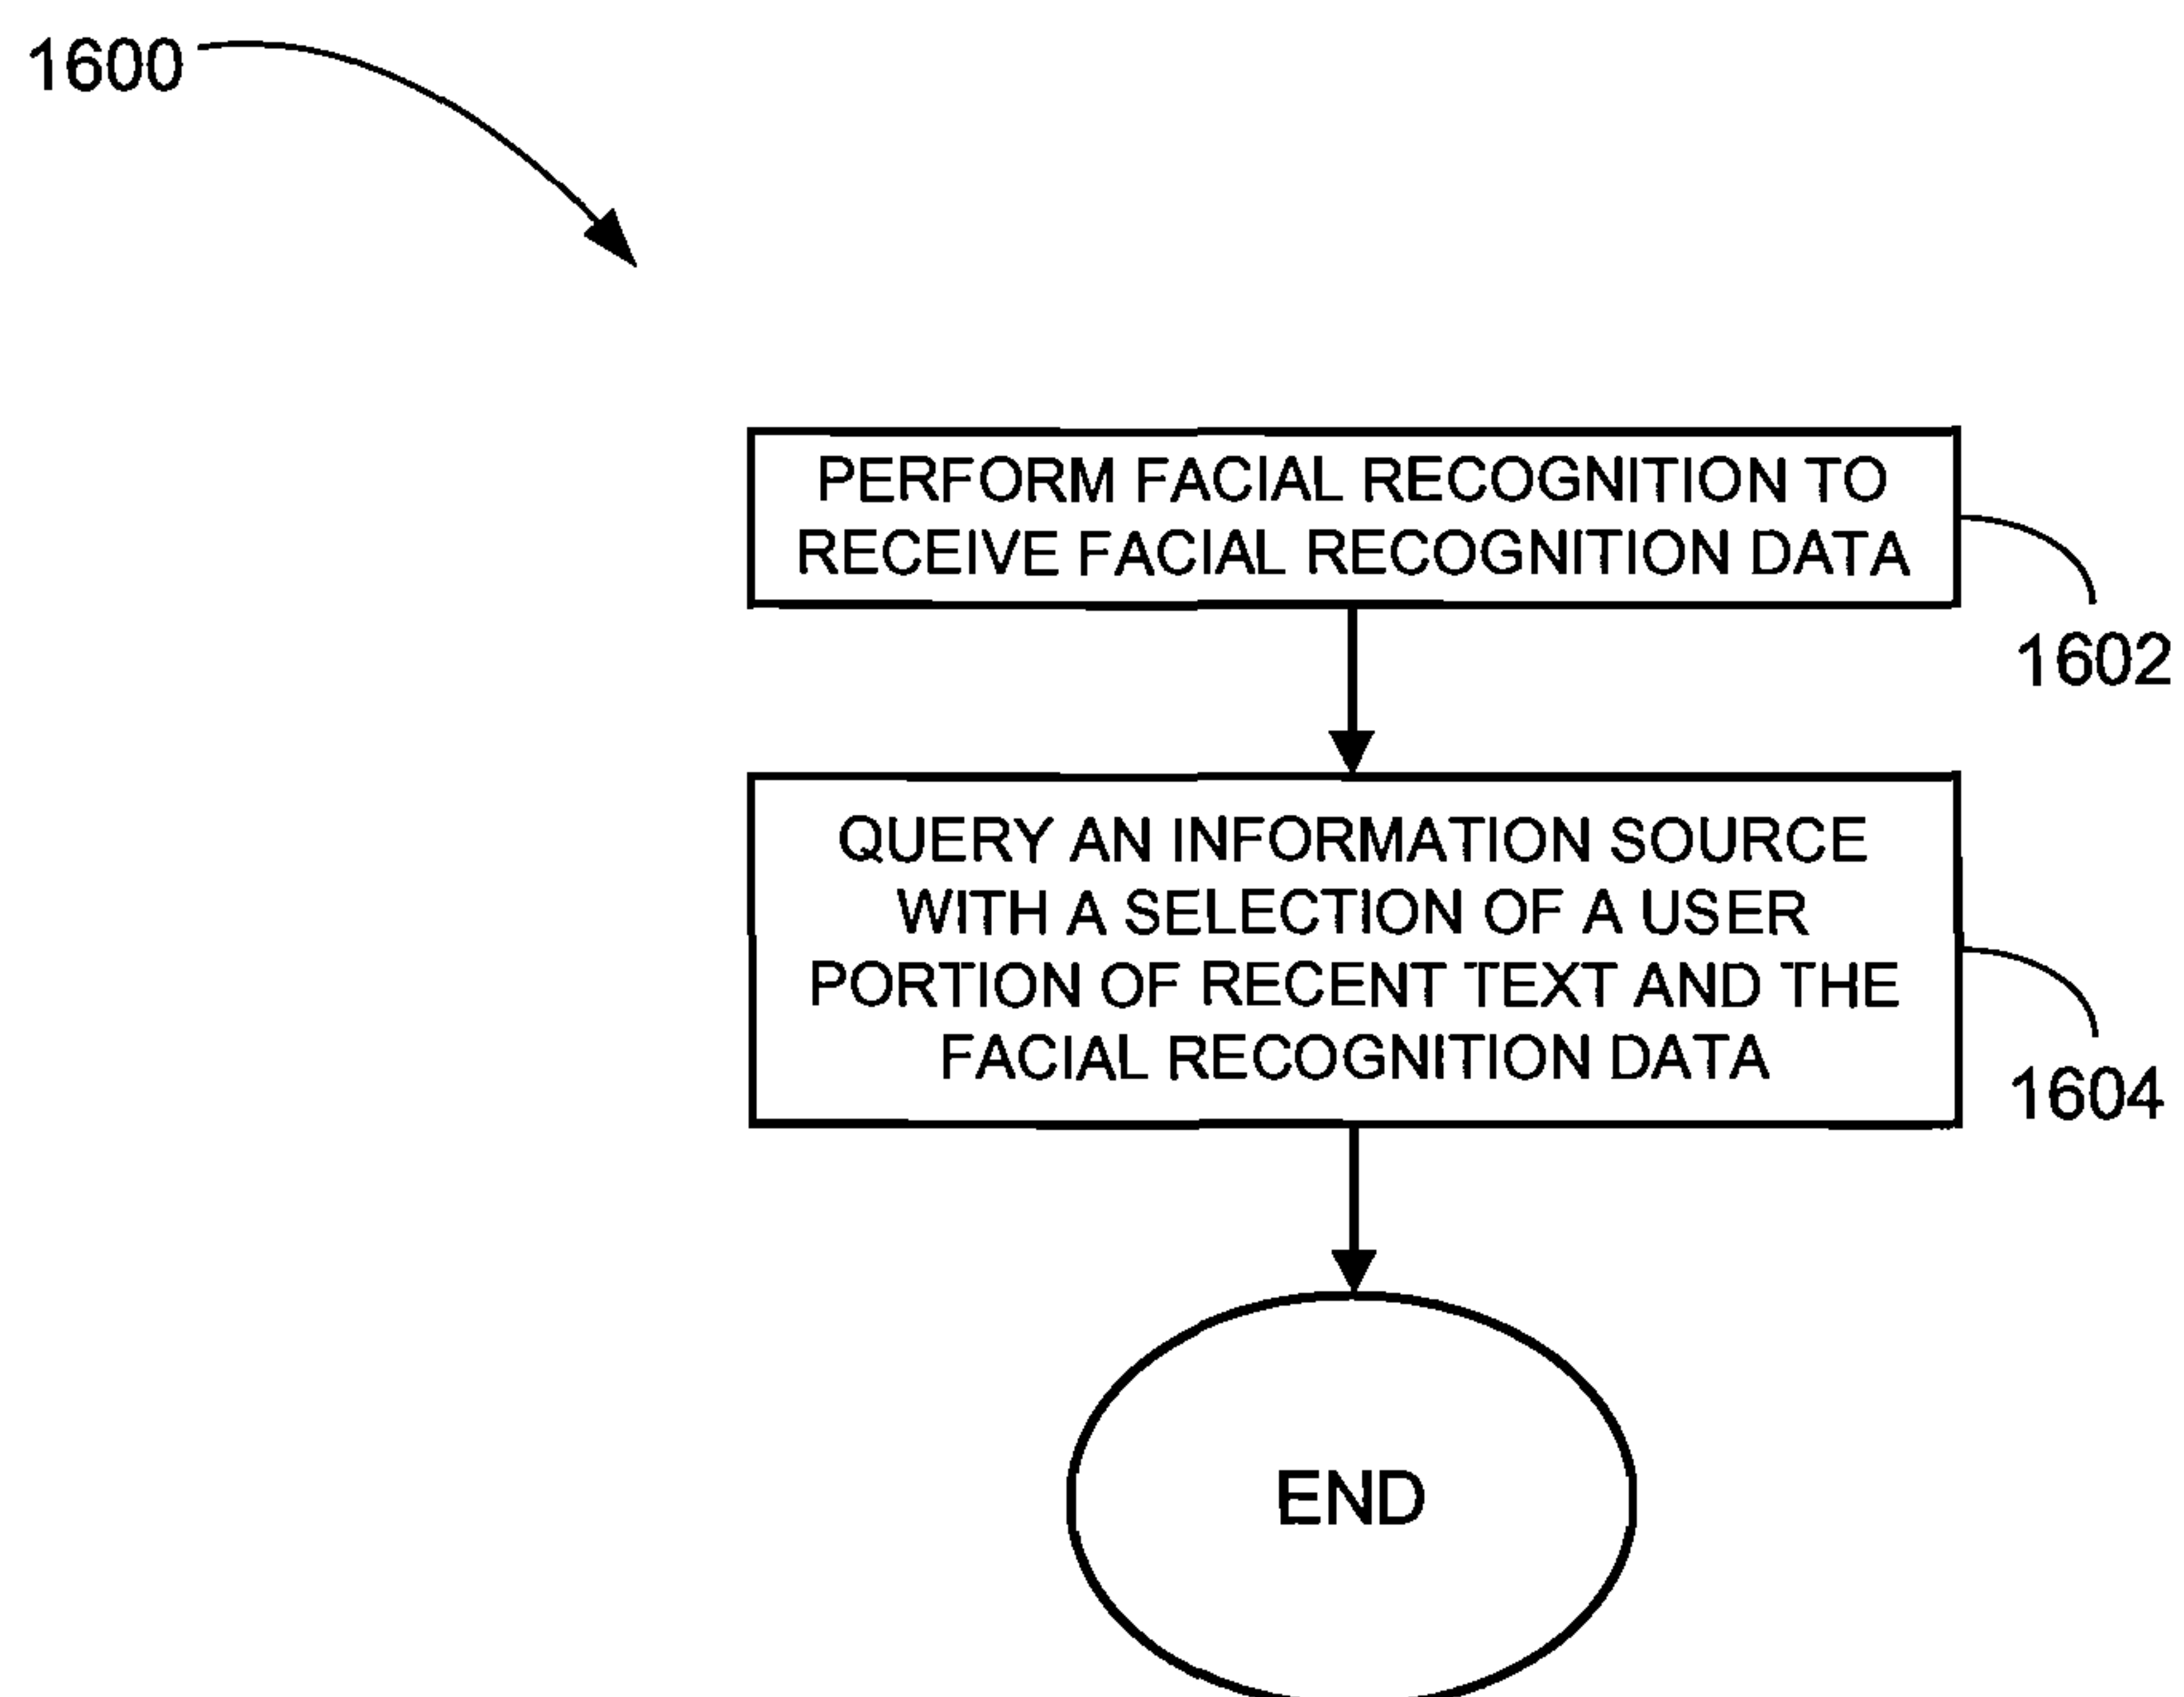 1600
PERFORM FACIAL RECOGNITION TO
RECEIVE FACIAL RECOGNITION DATA
1602
QUERY AN INFORMATION SOURCE
WITH A SELECTION OF A USER
PORTION OF RECENT TEXT AND THE
FACIAL RECOGNITION DATA
1604
END